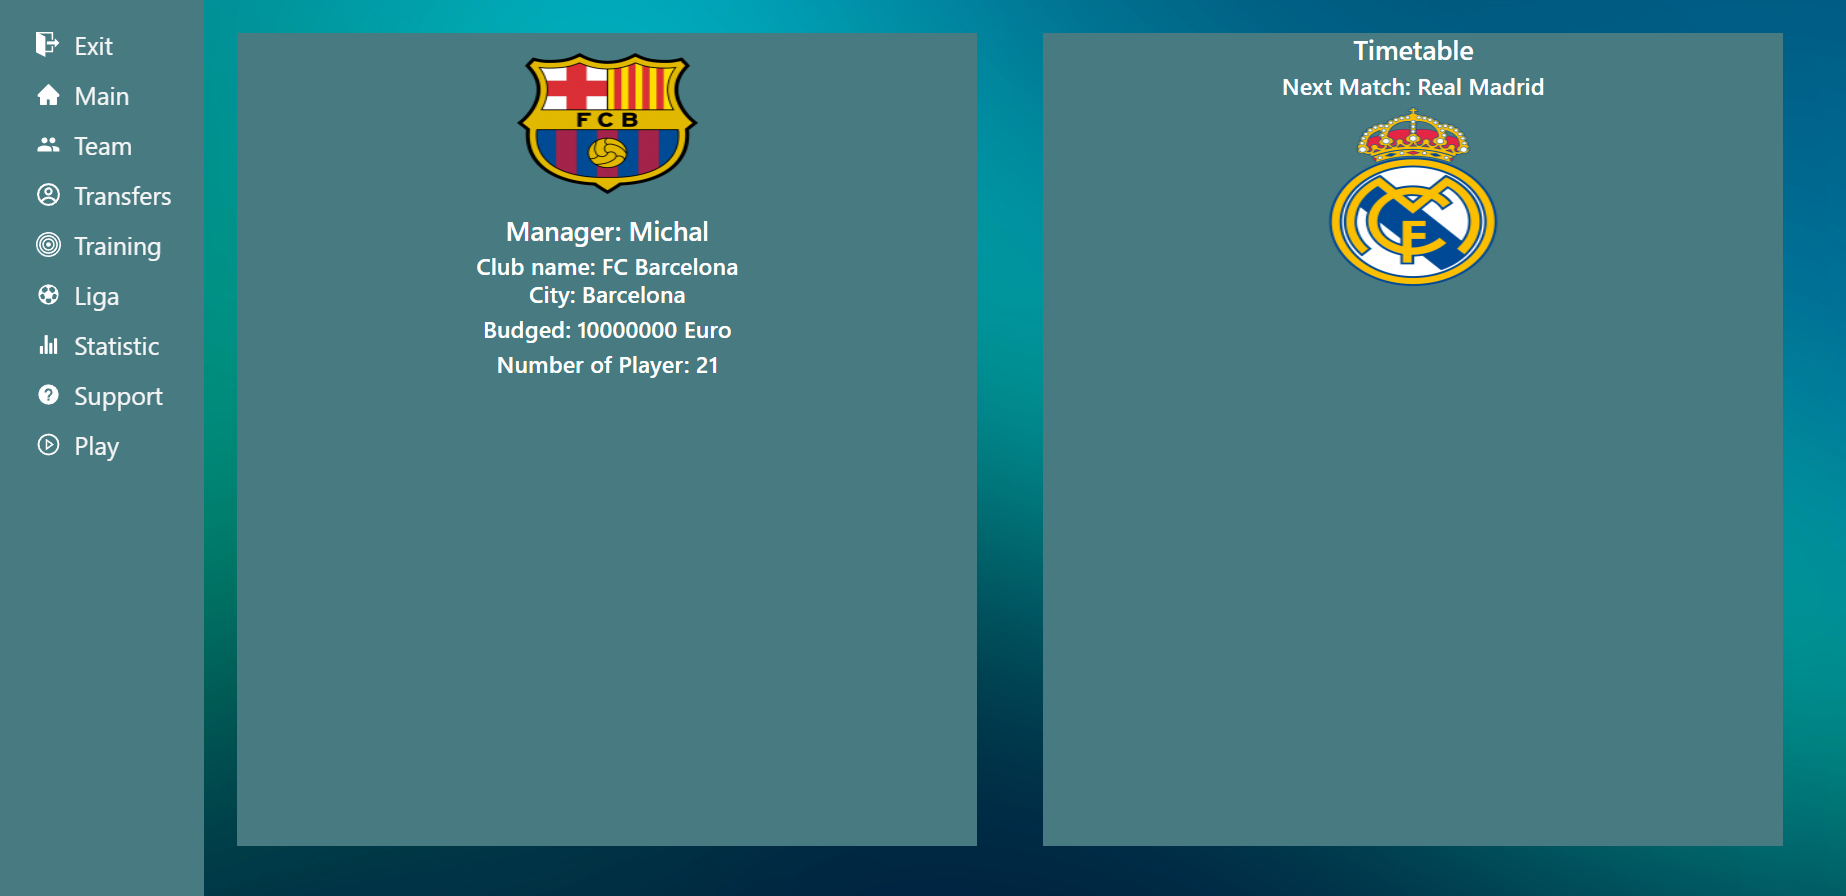 Exit
Main
Team
Transfers
Training
Liga
Statistic
Support
Play
FCB
Manager: Michal
Club name: FC Barcelona
City: Barcelona
Budged: 10000000 Euro
Number of Player: 21
Timetable
Next Match: Real Madrid
MCF